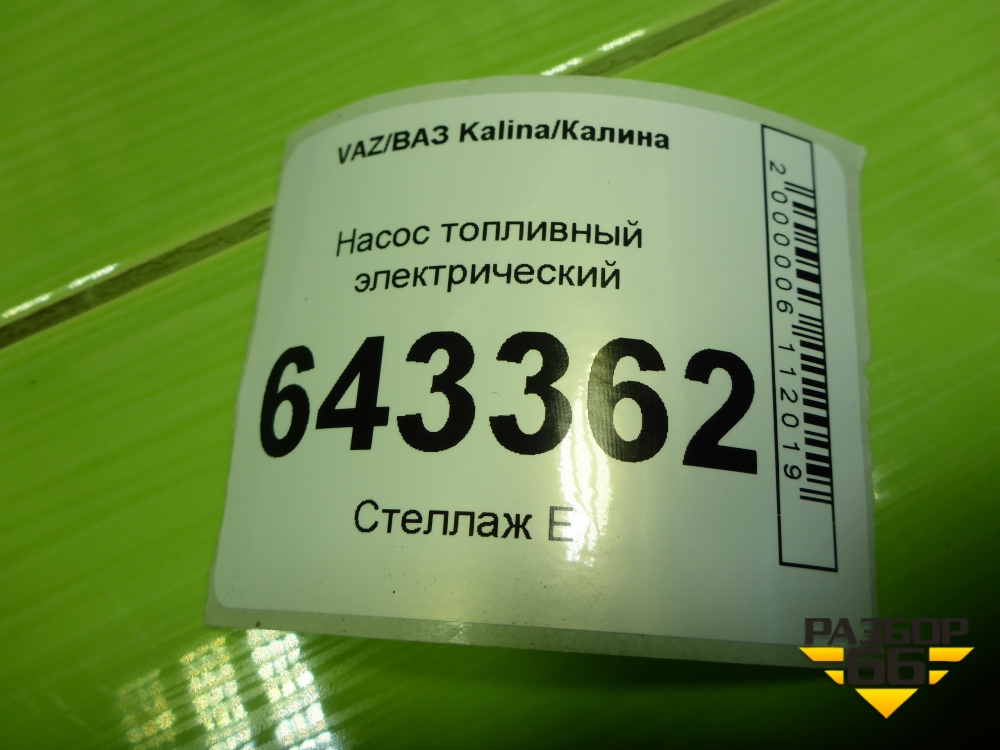 VAZ/ВАЗ Kalina/Калина
Насос топливный
электрический
643362
Стеллаж E
2000006112019
РАЗБОР
66